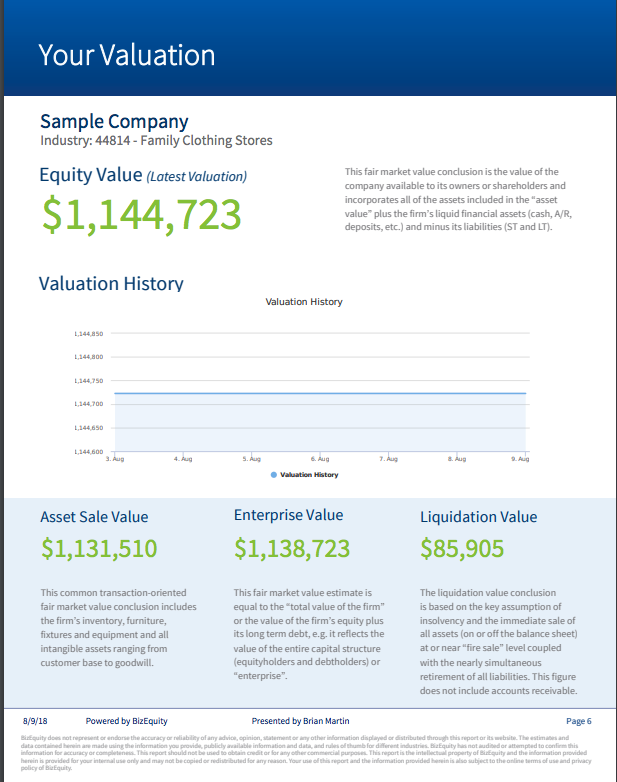 Your Valuation
Sample Company
Industry: 44814 - Family Clothing Stores
Equity Value (Latest Valuation)
$1,144,723
This fair market value conclusion is the value of the
company available to its owners or shareholders and
incorporates all of the assets included in the “asset
value” plus the firm’s liquid financial assets (cash, A/R,
deposits, etc.) and minus its liabilities (ST and LT).
Valuation History
Valuation History
1,144,850
1,144,800
1,144,750
1,144,700
1,144,650
1,144,600
3. Aug 4. Aug 5. Aug 6. Aug 7. Aug 8. Aug 9. Aug
Valuation History
Asset Sale Value
$1,131,510
This common transaction-oriented
fair market value conclusion includes
the firm’s inventory, furniture,
fixtures and equipment and all
intangible assets ranging from
customer base to goodwill.
Enterprise Value
$1,138,723
This fair market value estimate is
equal to the “total value of the firm”
or the value of the firm’s equity plus
its long term debt, e.g. it reflects the
value of the entire capital structure
(equityholders and debtholders) or
“enterprise”.
Liquidation Value
$85,905
The liquidation value conclusion
is based on the key assumption of
insolvency and the immediate sale of
all assets (on or off the balance sheet)
at or near “fire sale” level coupled
with the nearly simultaneous
retirement of all liabilities. This figure
does not include accounts receivable.
8/9/18 Powered by BizEquity Presented by Brian Martin Page 6
BizEquity does not represent or endorse the accuracy or reliability of any advice, opinion, statement or any other information displayed or distributed through this report or its website. The estimates and
data contained herein are made using the information you provide, publicly available information and data, and rules of thumb for different industries. BizEquity has not audited or attempted to confirm this
information for accuracy or completeness. This report should not be used to obtain credit or for any other commercial purposes. This report is the intellectual property of BizEquity and the information provided
herein is provided for your internal use only and may not be copied or redistributed for any reason. Your use of this report and the information provided herein is also subject to the online terms of use and privacy
policy of BizEquity.